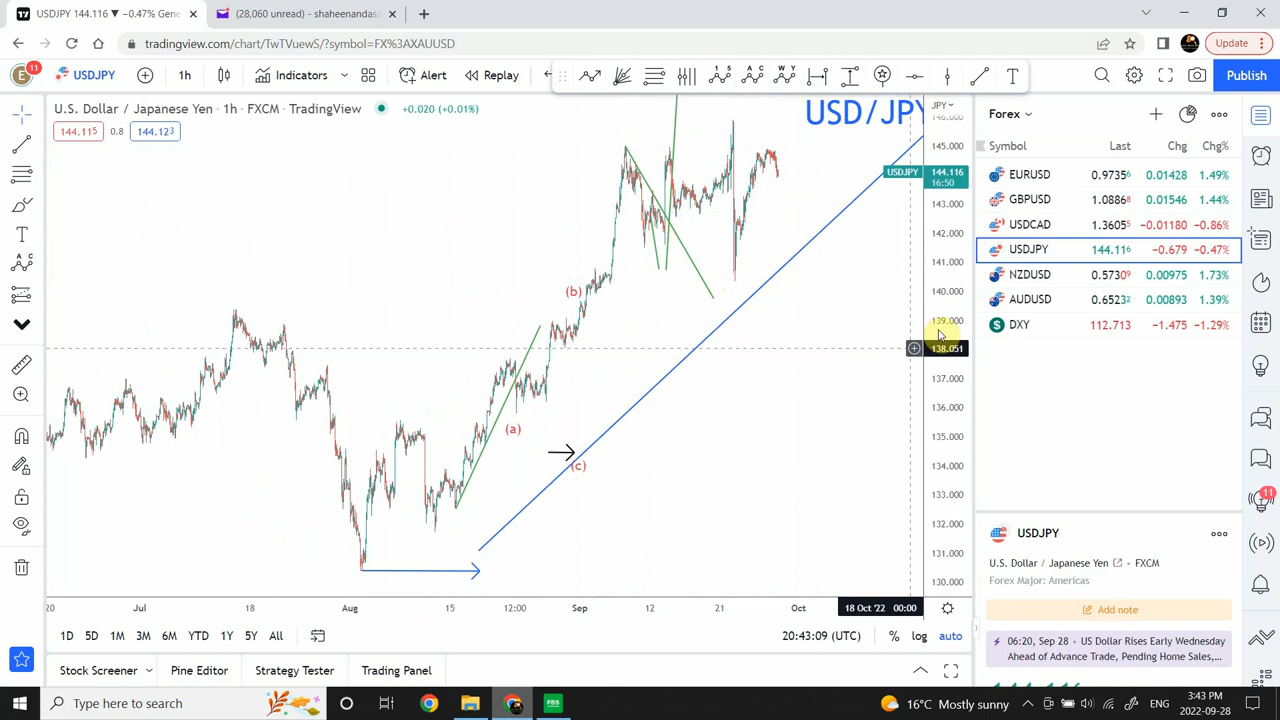 USDJPY 144.116 ▼ −0.47% Gene
(28,060 unread) - shaheenandasa
tradingview.com/chart/TwTVuewS/?symbol=FX%3AXAUUSD
Update
E
11
USDJPY
1h
Indicators
Alert
Replay
Publish
U.S. Dollar / Japanese Yen · 1h · FXCM · TradingView
+0.020 (+0.01%)
144.115
0.8
144.123
USD/JPY
JPY
146.000
145.000
USDJPY
144.116
16:50
143.000
142.000
141.000
140.000
139.000
138.051
137.000
136.000
135.000
134.000
133.000
132.000
131.000
130.000
(b)
(a)
(c)
20
Jul
18
Aug
15
12:00
Sep
12
21
Oct
18 Oct '22 00:00
1D 5D 1M 3M 6M YTD 1Y 5Y All
20:43:09 (UTC)
% log auto
Stock Screener
Pine Editor
Strategy Tester
Trading Panel
Forex
Symbol Last Chg Chg%
EURUSD 0.9735⁶ 0.01428 1.49%
GBPUSD 1.0886⁸ 0.01546 1.44%
USDCAD 1.3605⁵ −0.01180 −0.86%
USDJPY 144.11⁶ −0.679 −0.47%
NZDUSD 0.5730⁹ 0.00975 1.73%
AUDUSD 0.6523² 0.00893 1.39%
DXY 112.713 −1.475 −1.29%
11
USDJPY
U.S. Dollar / Japanese Yen · FXCM
Forex Major: Americas
Add note
06:20, Sep 28 • US Dollar Rises Early Wednesday
Ahead of Advance Trade, Pending Home Sales,...
Type here to search
FBS
16°C Mostly sunny
ENG
3:43 PM
2022-09-28